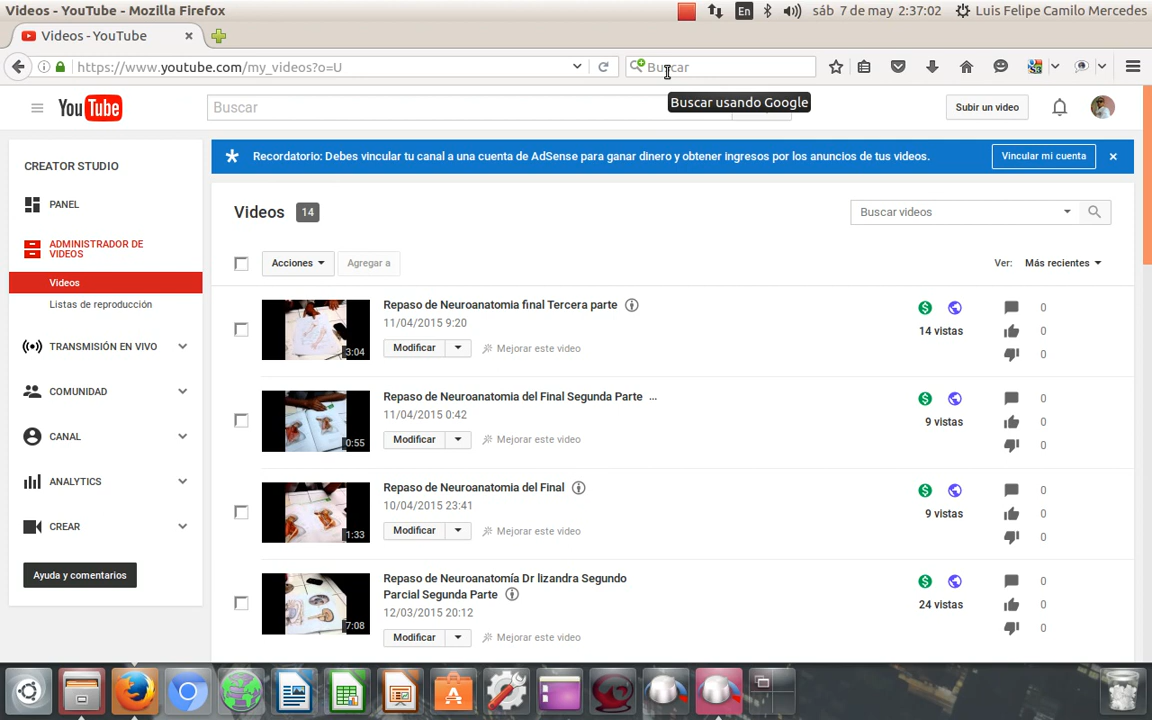 Videos - YouTube - Mozilla Firefox
En
sáb 7 de may 2:37:02
Luis Felipe Camilo Mercedes
Videos - YouTube
https://www.youtube.com/my_videos?o=U
Buscar
Buscar usando Google
YouTube
Buscar
Subir un video
CREATOR STUDIO
PANEL
ADMINISTRADOR DE
VIDEOS
Videos
Listas de reproducción
TRANSMISIÓN EN VIVO
COMUNIDAD
CANAL
ANALYTICS
CREAR
Ayuda y comentarios
Recordatorio: Debes vincular tu canal a una cuenta de AdSense para ganar dinero y obtener ingresos por los anuncios de tus videos.
Vincular mi cuenta
Videos 14
Buscar videos
Acciones
Agregar a
Ver: Más recientes
3:04
Repaso de Neuroanatomia final Tercera parte
11/04/2015 9:20
Modificar
Mejorar este video
14 vistas
0
0
0
0:55
Repaso de Neuroanatomia del Final Segunda Parte ...
11/04/2015 0:42
Modificar
Mejorar este video
9 vistas
0
0
0
1:33
Repaso de Neuroanatomia del Final
10/04/2015 23:41
Modificar
Mejorar este video
9 vistas
0
0
0
7:08
Repaso de Neuroanatomía Dr lizandra Segundo
Parcial Segunda Parte
12/03/2015 20:12
Modificar
Mejorar este video
24 vistas
0
0
0